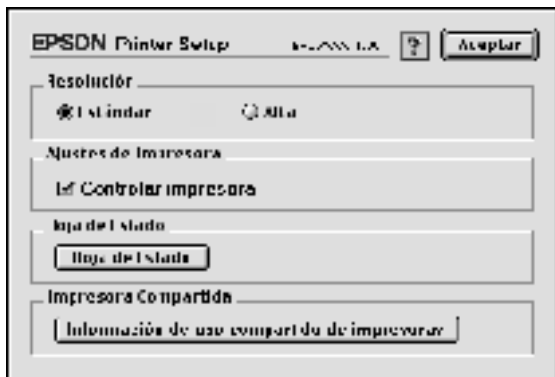 EPSON Printer Setup ? Aceptar
Resolución
Estándar Alta
Ajustes de Impresora
Controlar impresora
Hoja de Estado
Hoja de Estado
Impresora Compartida
Información de uso compartido de impresoras